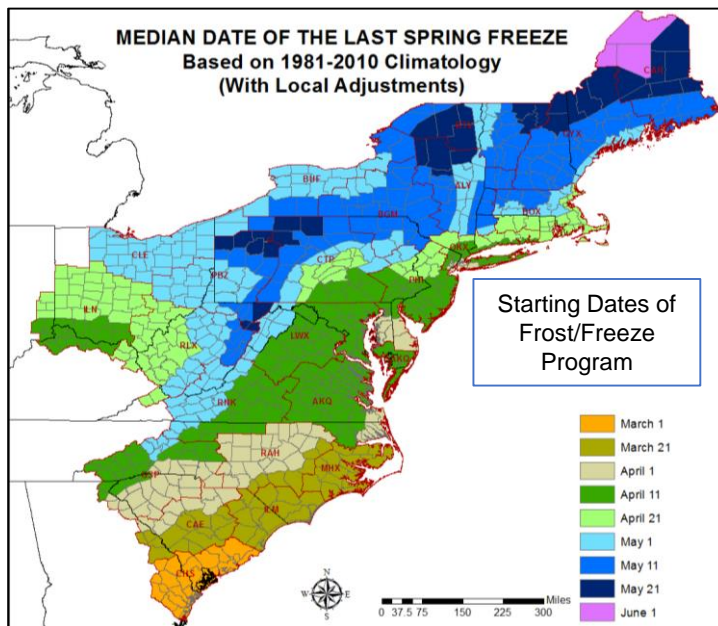 MEDIAN DATE OF THE LAST SPRING FREEZE
Based on 1981-2010 Climatology
(With Local Adjustments)
CAR
GYX
BUF
ALY
BGM
BOX
CLE
CTP
OKX
PBZ
PHI
ILN
LWX
RLX
AKQ
RNK
AKQ
RAH
MHX
GSP
ILM
CAE
CHS
Starting Dates of
Frost/Freeze
Program
March 1
March 21
April 1
April 11
April 21
May 1
May 11
May 21
June 1
N
W E
S
Miles
0 37.5 75 150 225 300